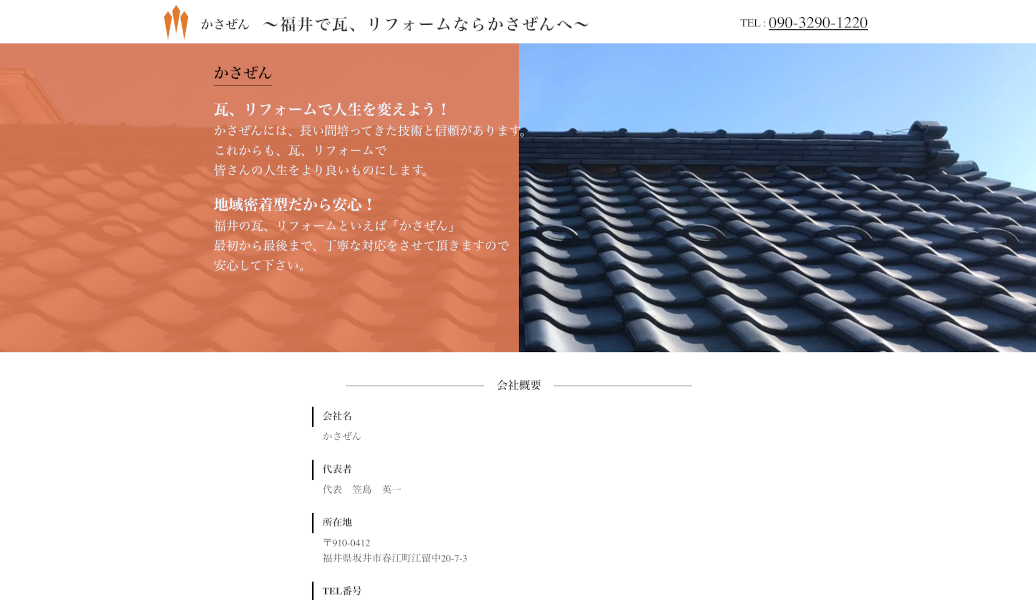 かさぜん ～福井で瓦、リフォームならかさぜんへ～ TEL : 090-3290-1220
かさぜん
瓦、リフォームで人生を変えよう！
かさぜんには、長い間培ってきた技術と信頼があります。
これからも、瓦、リフォームで
皆さんの人生をより良いものにします。
地域密着型だから安心！
福井の瓦、リフォームといえば「かさぜん」
最初から最後まで、丁寧な対応をさせて頂きますので
安心して下さい。
会社概要
会社名
かさぜん
代表者
代表　笠島　英一
所在地
〒910-0412
福井県坂井市春江町江留中20-7-3
TEL番号